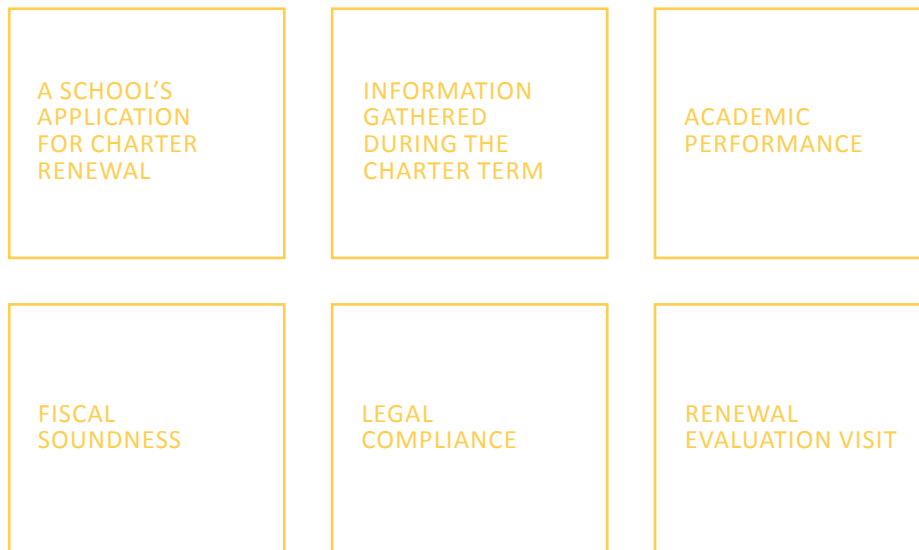 A SCHOOL’S
APPLICATION
FOR CHARTER
RENEWAL
INFORMATION
GATHERED
DURING THE
CHARTER TERM
ACADEMIC
PERFORMANCE
FISCAL
SOUNDNESS
LEGAL
COMPLIANCE
RENEWAL
EVALUATION VISIT